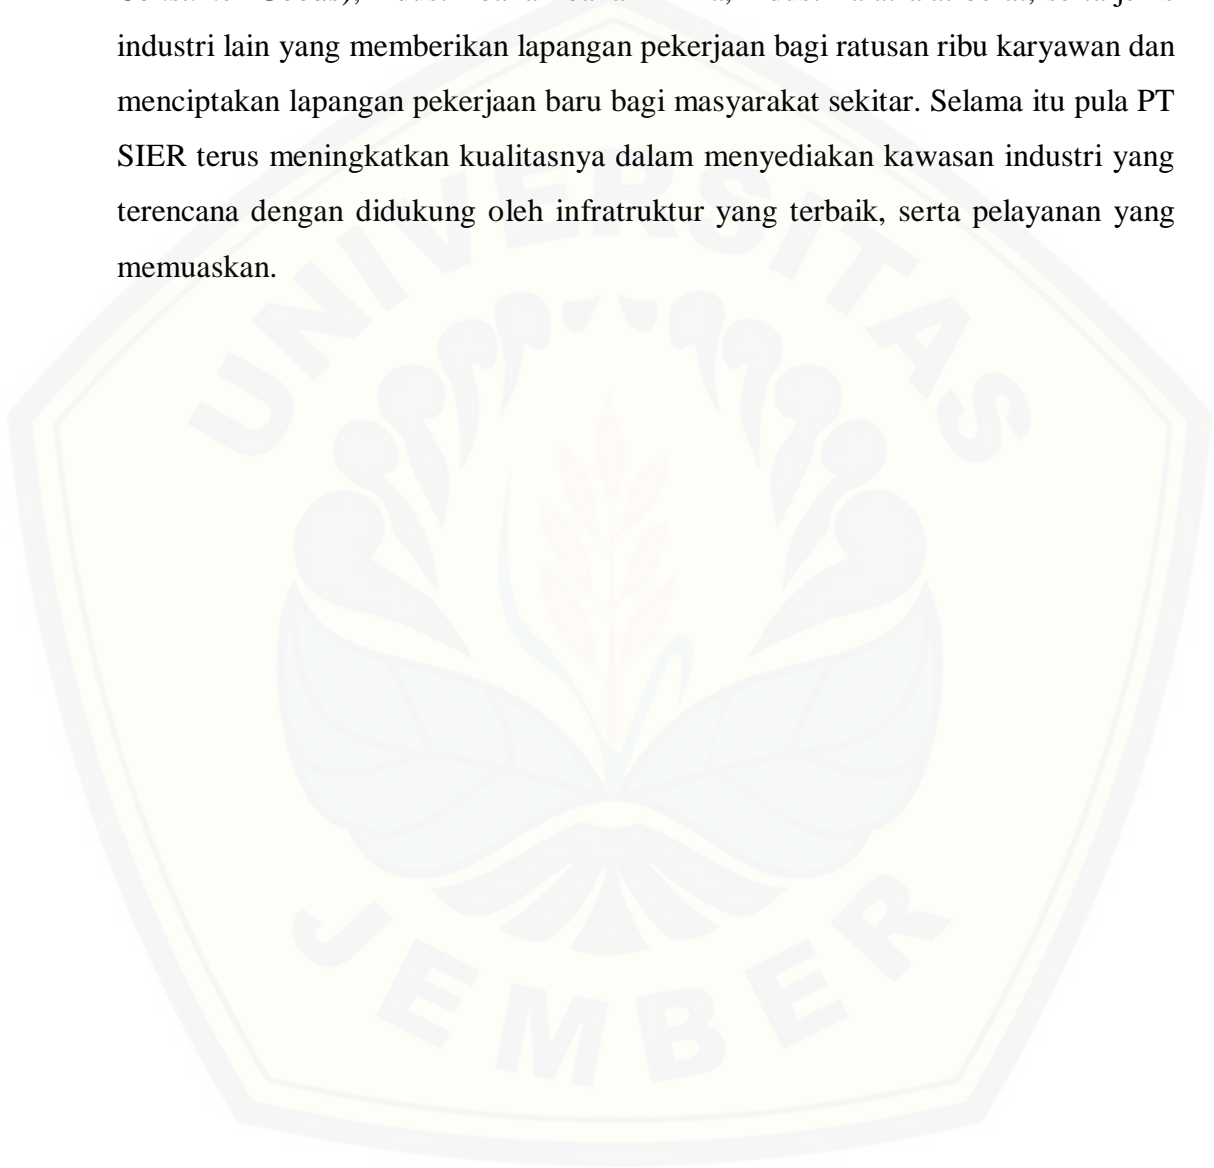 industri lain yang memberikan lapangan pekerjaan bagi ratusan ribu karyawan dan
menciptakan lapangan pekerjaan baru bagi masyarakat sekitar. Selama itu pula PT
SIER terus meningkatkan kualitasnya dalam menyediakan kawasan industri yang
terencana dengan didukung oleh infratruktur yang terbaik, serta pelayanan yang
memuaskan.
UNIVERSITAS
JEMBER